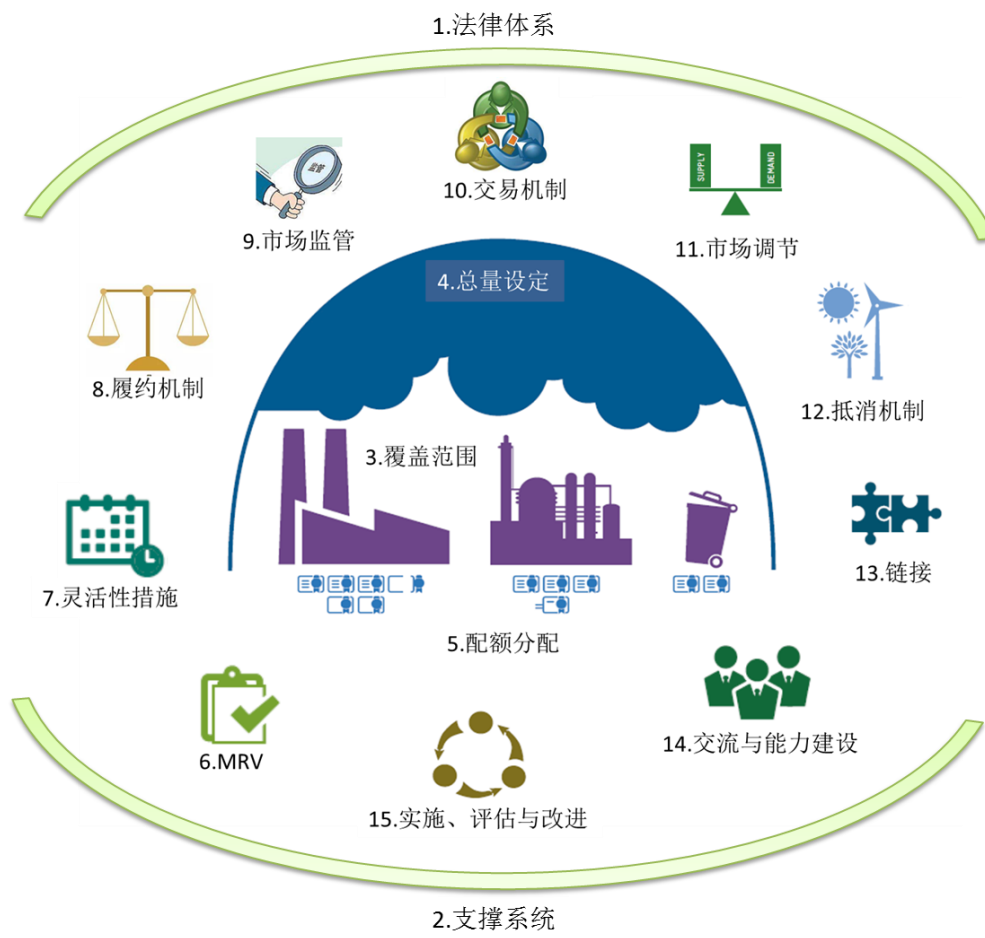 1.法律体系
监管
10.交易机制
SUPPLY
DEMAND
9.市场监管
11.市场调节
4.总量设定
8.履约机制
12.抵消机制
3.覆盖范围
7.灵活性措施
13.链接
5.配额分配
6.MRV
14.交流与能力建设
15.实施、评估与改进
2.支撑系统